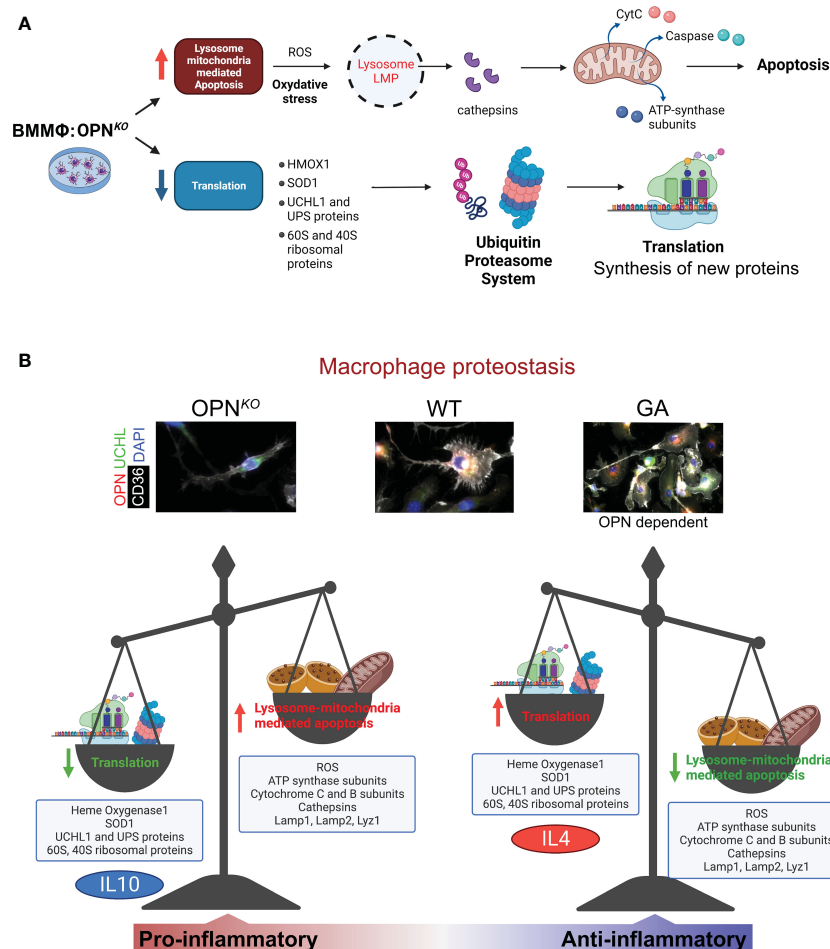 A
BMMΦ:OPNKO
Lysosome
mitochondria
mediated
Apoptosis
ROS
Oxydative
stress
Lysosome
LMP
cathepsins
CytC
Caspase
ATP-synthase
subunits
Apoptosis
Translation
HMOX1
SOD1
UCHL1 and
UPS proteins
60S and 40S
ribosomal
proteins
Ub
Ub
Ub
Ub
Ubiquitin
Proteasome
System
Translation
Synthesis of new proteins
B
Macrophage proteostasis
OPNKO
WT
GA
OPN UCHL
CD36 DAPI
OPN dependent
Translation
Lysosome-mitochondria
mediated apoptosis
Heme Oxygenase1
SOD1
UCHL1 and UPS proteins
60S, 40S ribosomal proteins
IL10
ROS
ATP synthase subunits
Cytochrome C and B subunits
Cathepsins
Lamp1, Lamp2, Lyz1
Translation
Lysosome-mitochondria
mediated apoptosis
Heme Oxygenase1
SOD1
UCHL1 and UPS proteins
60S, 40S ribosomal proteins
IL4
ROS
ATP synthase subunits
Cytochrome C and B subunits
Cathepsins
Lamp1, Lamp2, Lyz1
Pro-inflammatory
Anti-inflammatory